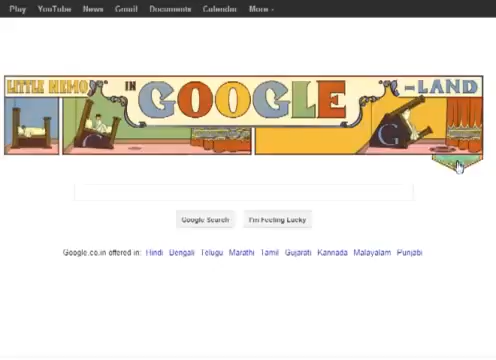 Play YouTube News Gmail Documents Calendar More
LITTLE NEMO IN GOOGLE -LAND
G G
Google Search I'm Feeling Lucky
Google.co.in offered in: Hindi Bengali Telugu Marathi Tamil Gujarati Kannada Malayalam Punjabi